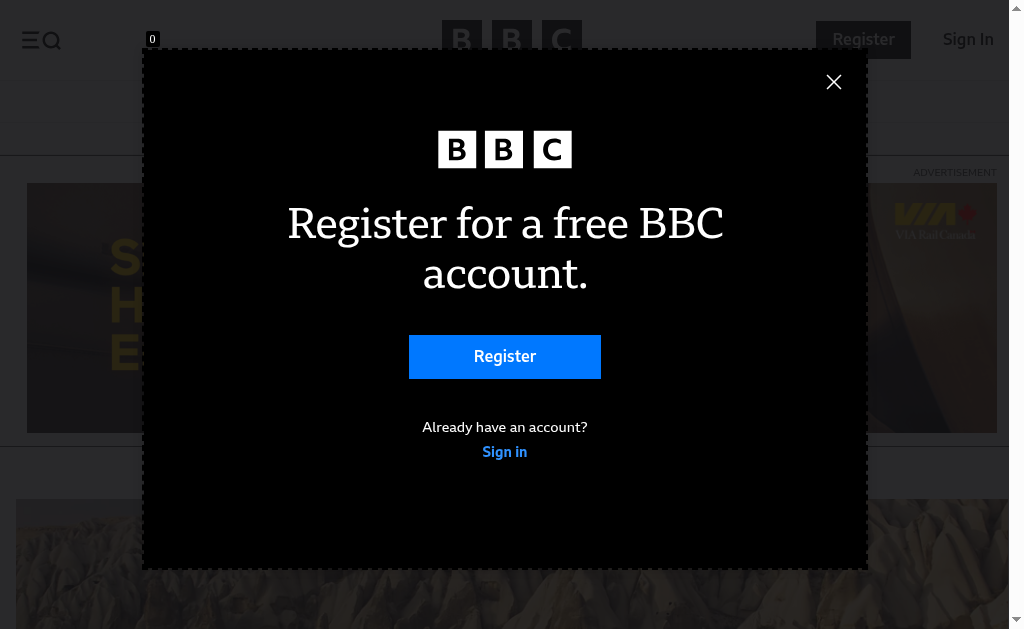 0
BBC
Register
Sign In
ADVERTISEMENT
VIA
VIA Rail Canada
S
H
E
BBC
Register for a free BBC
account.
Register
Already have an account?
Sign in